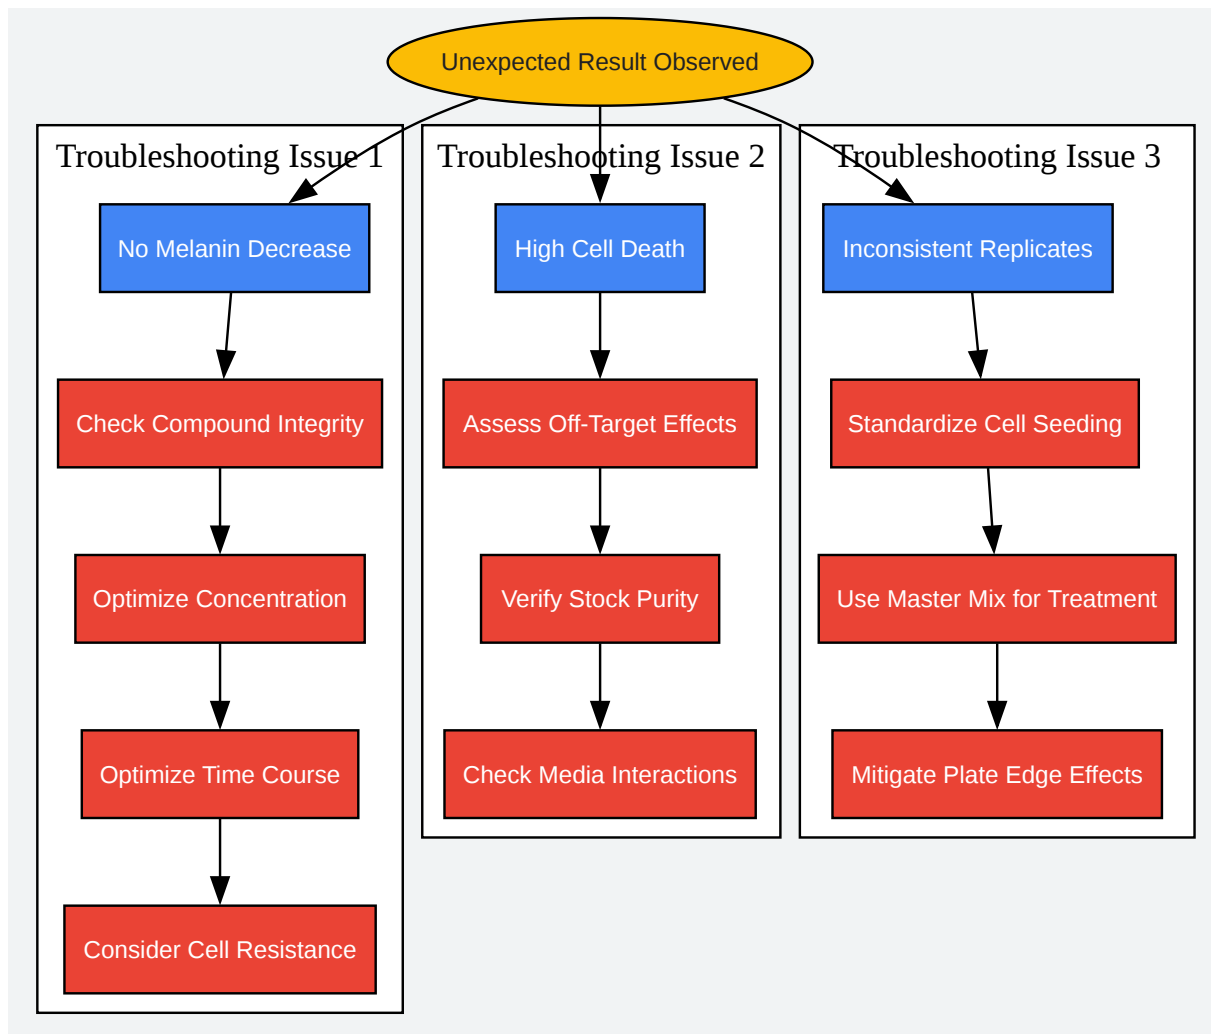 Unexpected Result Observed
Troubleshooting Issue 1
No Melanin Decrease
Check Compound Integrity
Optimize Concentration
Optimize Time Course
Consider Cell Resistance
Troubleshooting Issue 2
High Cell Death
Assess Off-Target Effects
Verify Stock Purity
Check Media Interactions
Troubleshooting Issue 3
Inconsistent Replicates
Standardize Cell Seeding
Use Master Mix for Treatment
Mitigate Plate Edge Effects